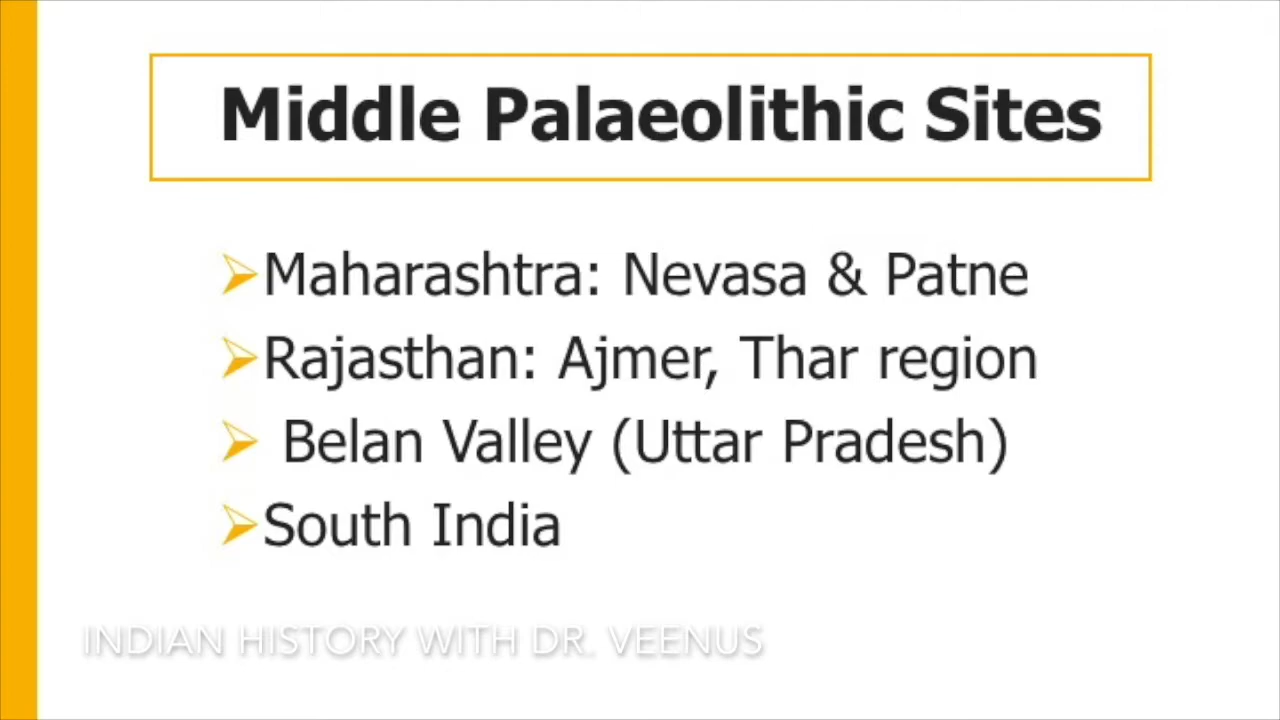 Middle Palaeolithic Sites
➢Maharashtra: Nevasa & Patne
➢Rajasthan: Ajmer, Thar region
➢ Belan Valley (Uttar Pradesh)
➢South India
INDIAN HISTORY WITH DR. VEENUS